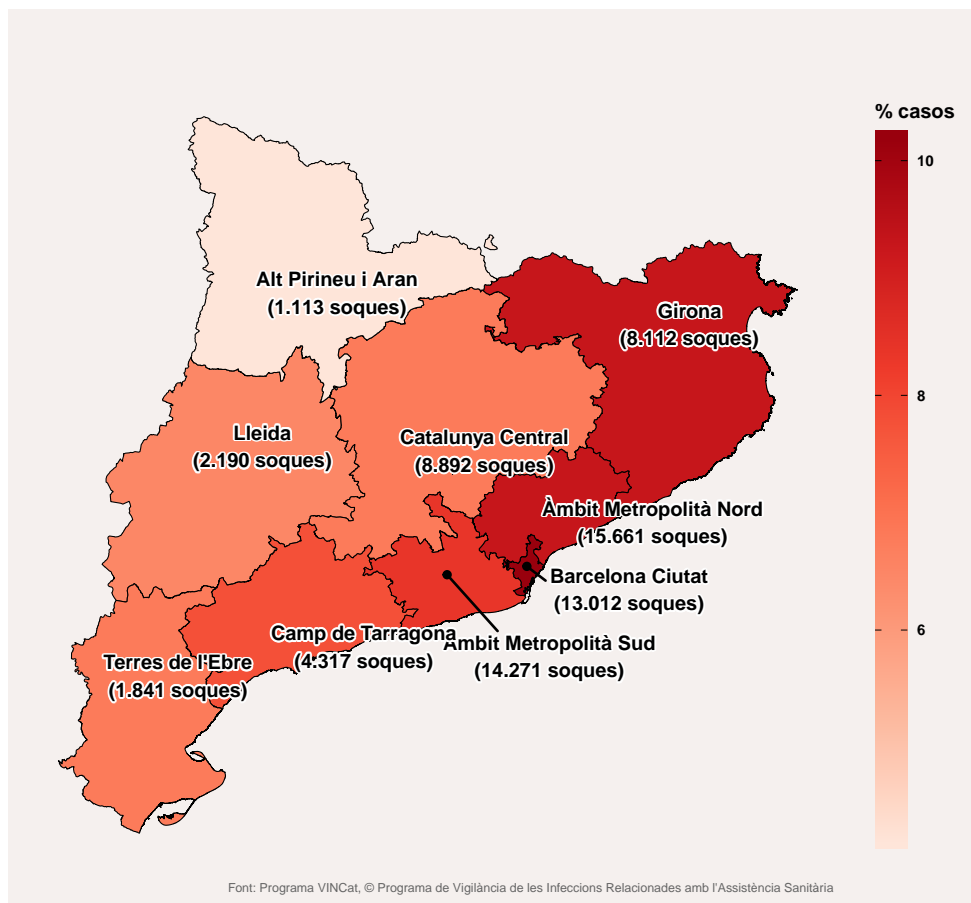 % casos
10
8
6
Alt Pirineu i Aran
(1.113 soques)
Girona
(8.112 soques)
Lleida
(2.190 soques)
Catalunya Central
(8.892 soques)
Àmbit Metropolità Nord
(15.661 soques)
Barcelona Ciutat
(13.012 soques)
Camp de Tarragona
(4.317 soques)
Àmbit Metropolità Sud
(14.271 soques)
Terres de l'Ebre
(1.841 soques)
Font: Programa VINCat, © Programa de Vigilància de les Infeccions Relacionades amb l'Assistència Sanitària